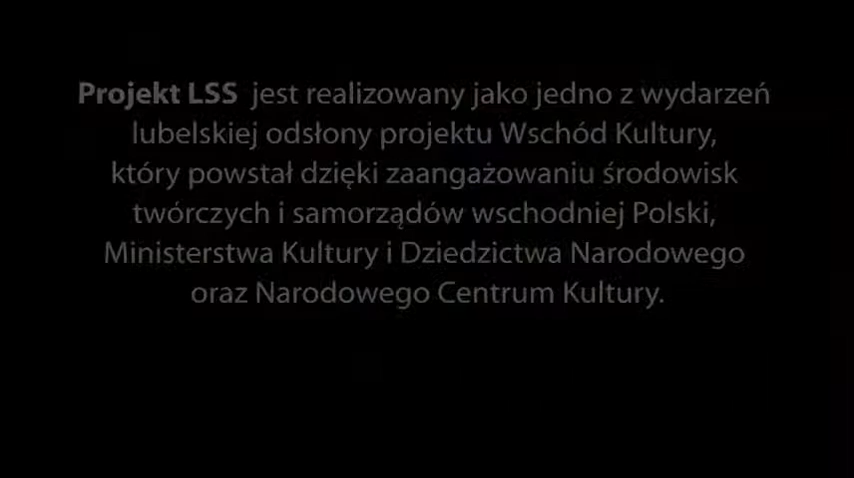 Projekt LSS jest realizowany jako jedno z wydarzeń
lubelskiej odsłony projektu Wschód Kultury,
który powstał dzięki zaangażowaniu środowisk
twórczych i samorządów wschodniej Polski,
Ministerstwa Kultury i Dziedzictwa Narodowego
oraz Narodowego Centrum Kultury.